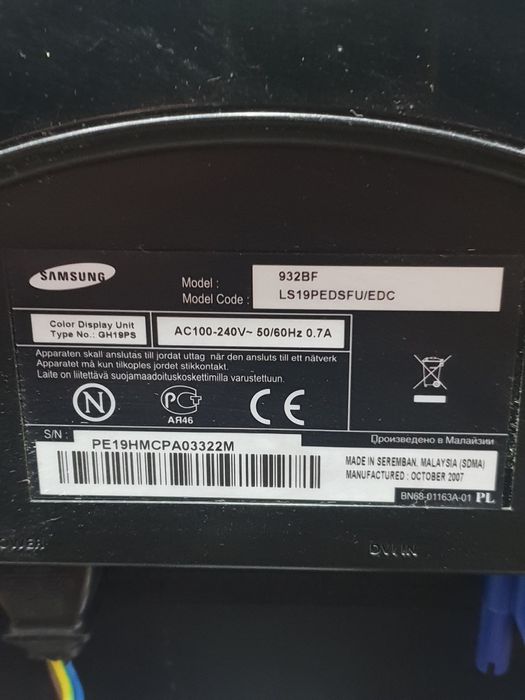 SAMSUNG
Model : 932BF
Model Code : LS19PEDSFU/EDC
Color Display Unit
Type No.: GH19PS
AC100-240V~ 50/60Hz 0.7A
Apparaten skall anslutas till jordat uttag när den ansluts till ett nätverk
Apparatet må kun tilkoples jordet stikkontakt.
Laite on liitettävä suojamaadoituskoskettimilla varustettuun.
N
РСТ
АЯ46
CE
S/N :
PE19HMCPA03322M
Произведено в Малайзии
MADE IN SEREMBAN, MALAYSIA (SDMA)
MANUFACTURED : OCTOBER 2007
BN68-01163A-01 PL
POWER
DVI IN